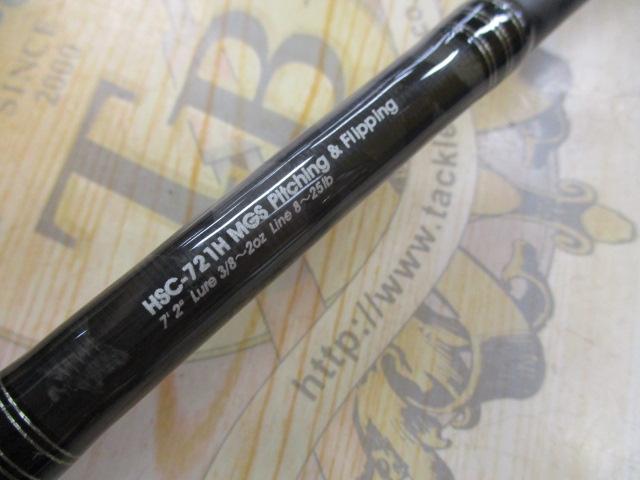 HSC-721H MGS Pitching & Flipping
7' 2" Lure 3/8~2oz Line 8~25lb
SINCE
2000
TB
http://www.tackle